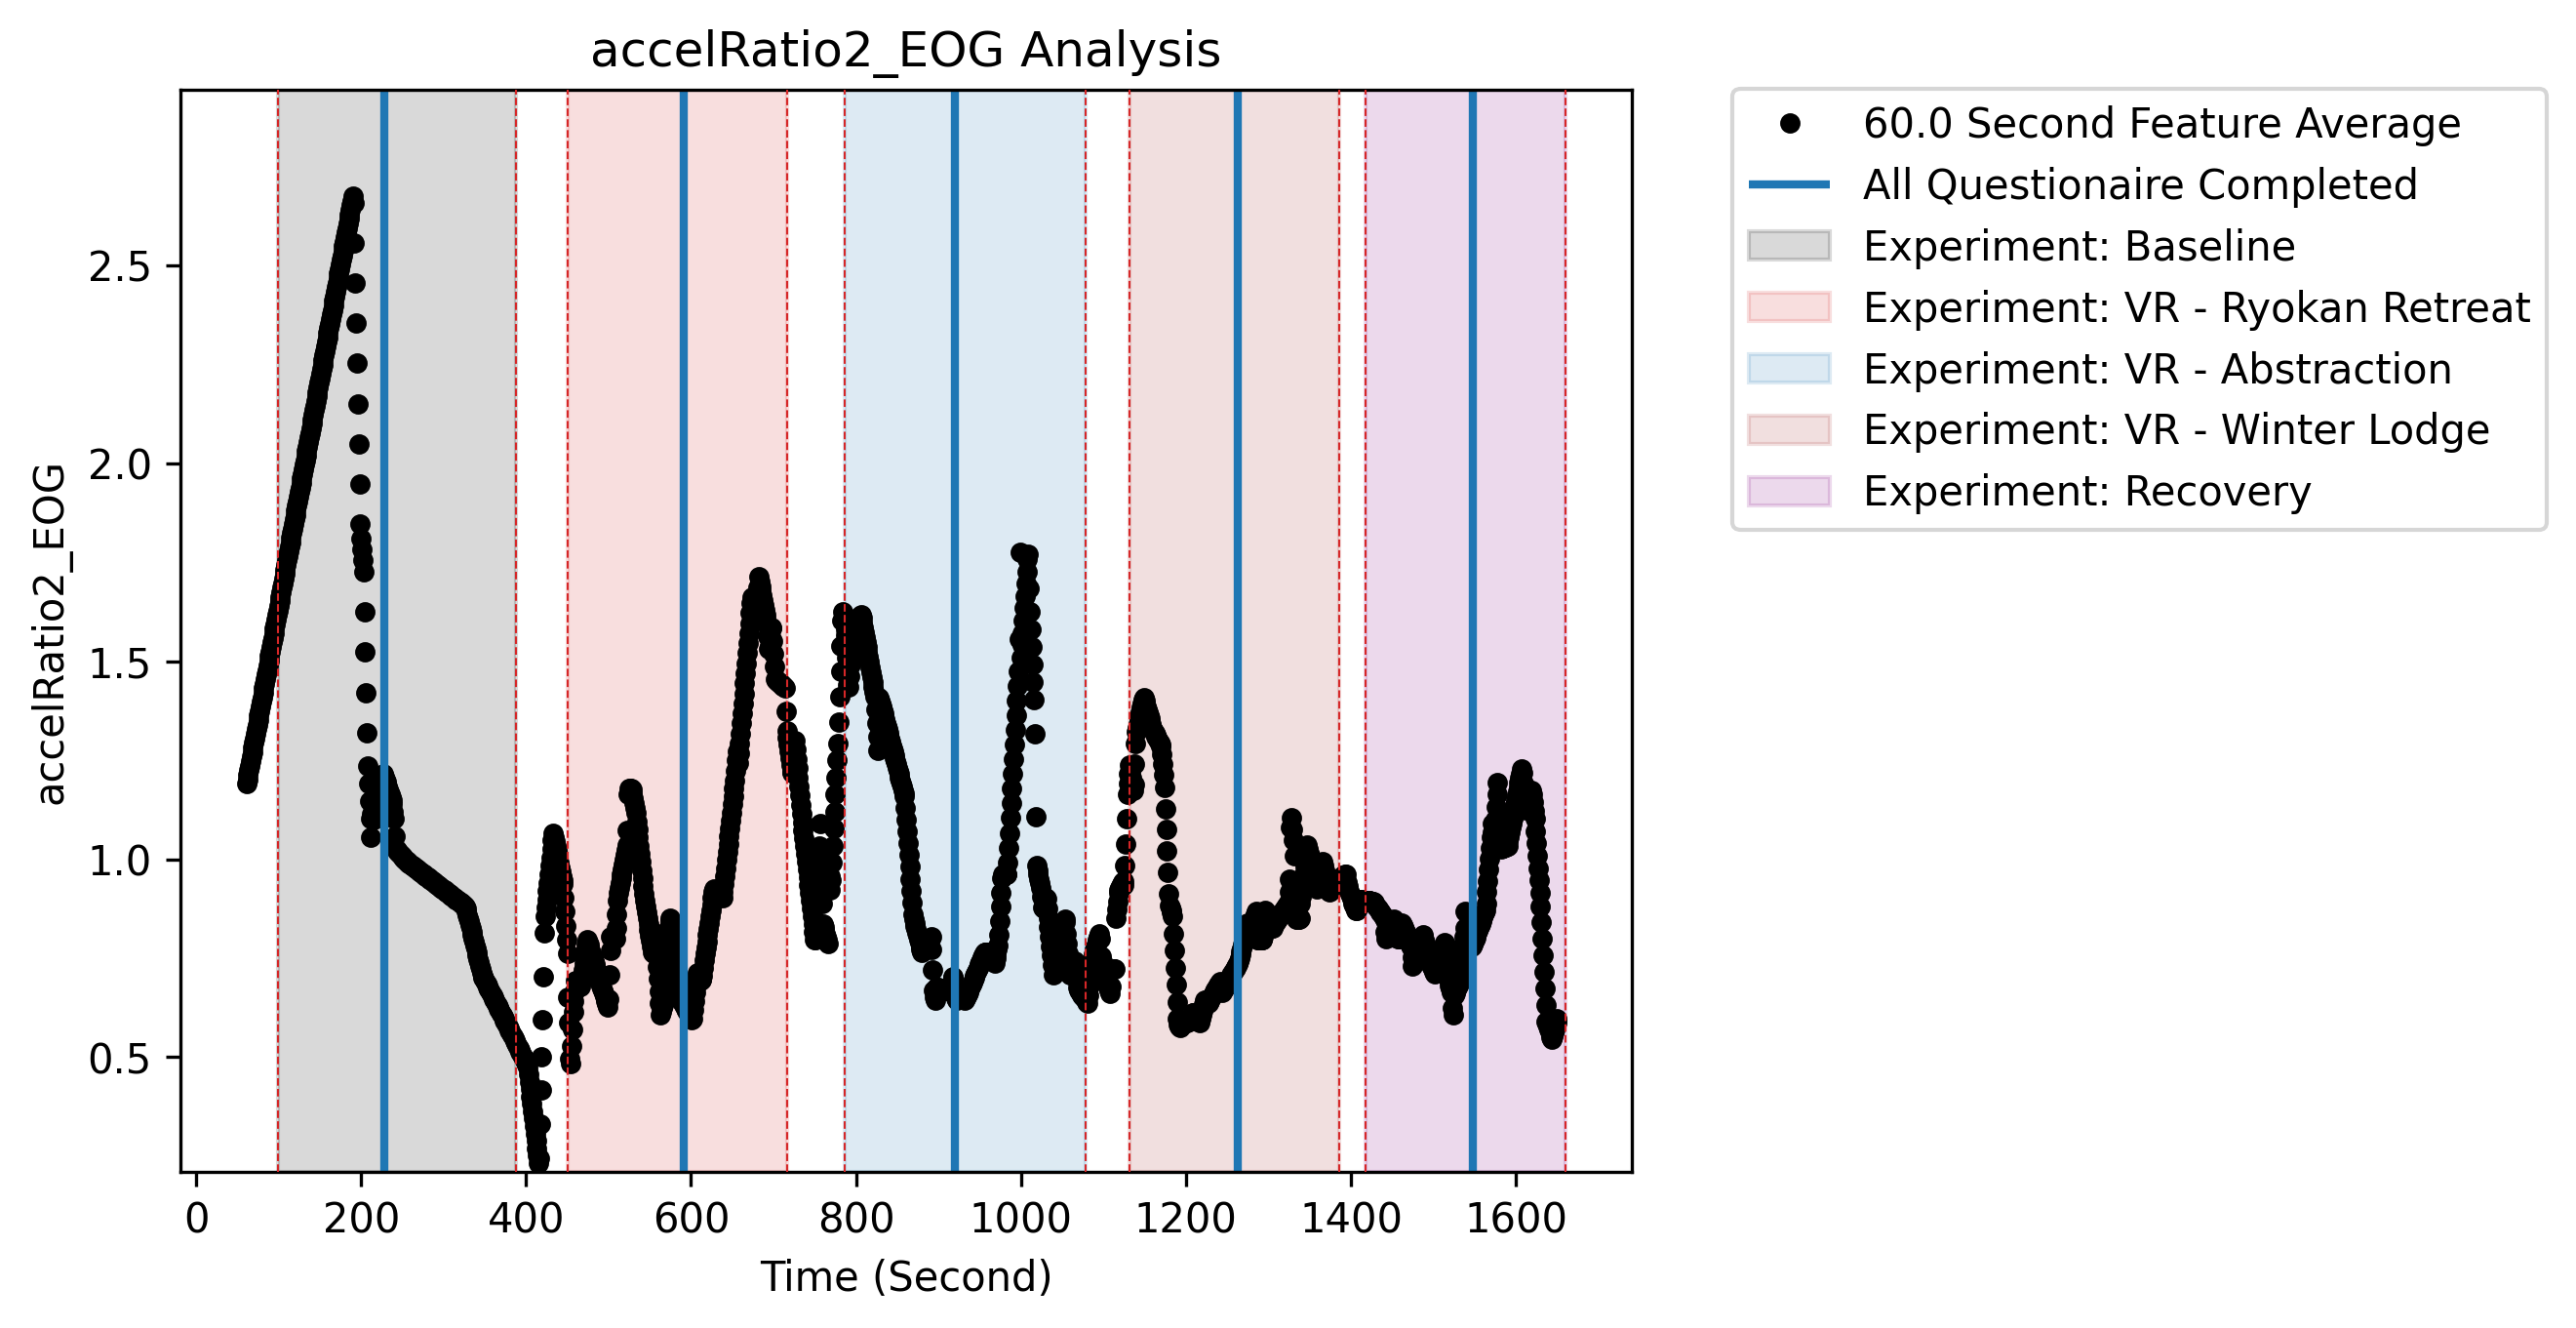 accelRatio2_EOG Analysis
accelRatio2_EOG
2.5
2.0
1.5
1.0
0.5
0 200 400 600 800 1000 1200 1400 1600
Time (Second)
60.0 Second Feature Average
All Questionaire Completed
Experiment: Baseline
Experiment: VR - Ryokan Retreat
Experiment: VR - Abstraction
Experiment: VR - Winter Lodge
Experiment: Recovery